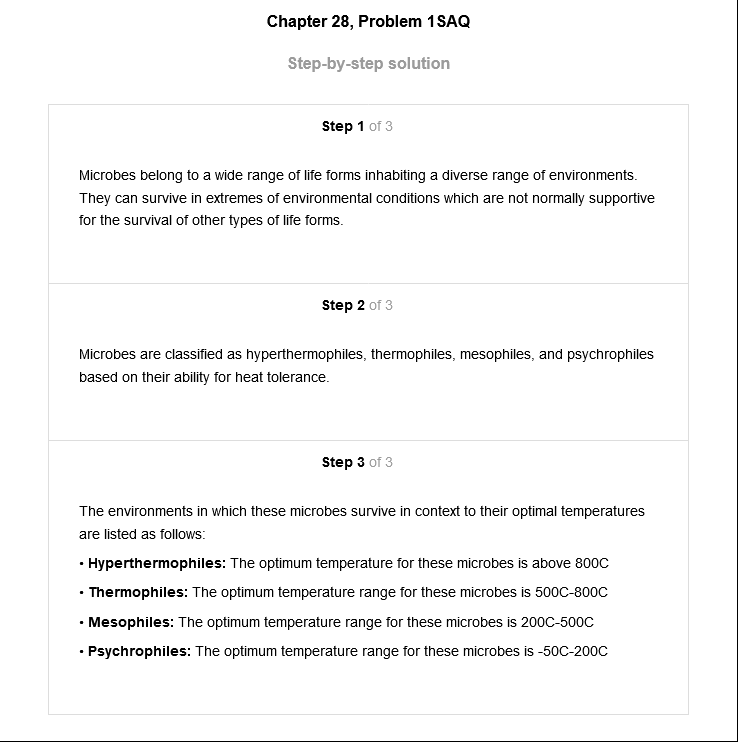 Chapter 28, Problem 1SAQ
Step-by-step solution
Step 1 of 3
Microbes belong to a wide range of life forms inhabiting a diverse range of environments.
They can survive in extremes of environmental conditions which are not normally supportive
for the survival of other types of life forms.
Step 2 of 3
Microbes are classified as hyperthermophiles, thermophiles, mesophiles, and psychrophiles
based on their ability for heat tolerance.
Step 3 of 3
The environments in which these microbes survive in context to their optimal temperatures
are listed as follows:
• Hyperthermophiles: The optimum temperature for these microbes is above 800C
• Thermophiles: The optimum temperature range for these microbes is 500C-800C
• Mesophiles: The optimum temperature range for these microbes is 200C-500C
• Psychrophiles: The optimum temperature range for these microbes is -50C-200C